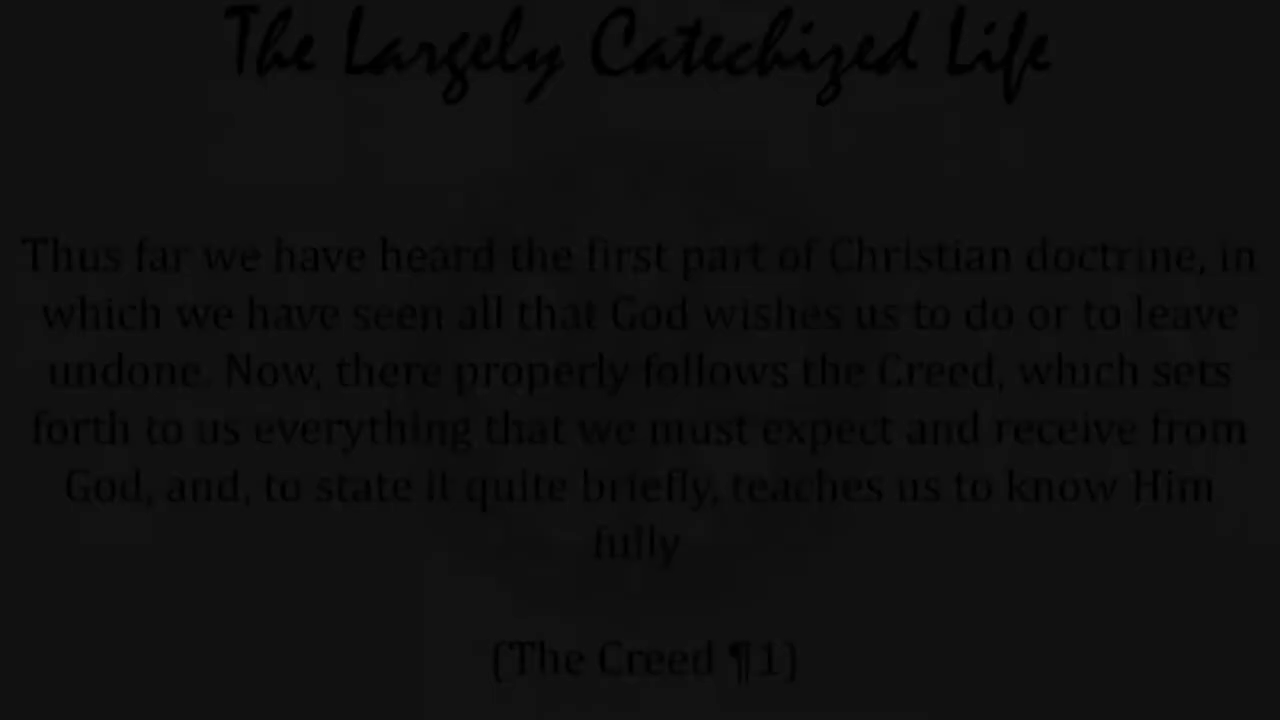 The Largely Catechized Life
Thus far we have heard the first part of Christian doctrine, in
which we have seen all that God wishes us to do or to leave
undone. Now, there properly follows the Creed, which sets
forth to us everything that we must expect and receive from
God, and, to state it quite briefly, teaches us to know Him
fully
(The Creed ¶1)